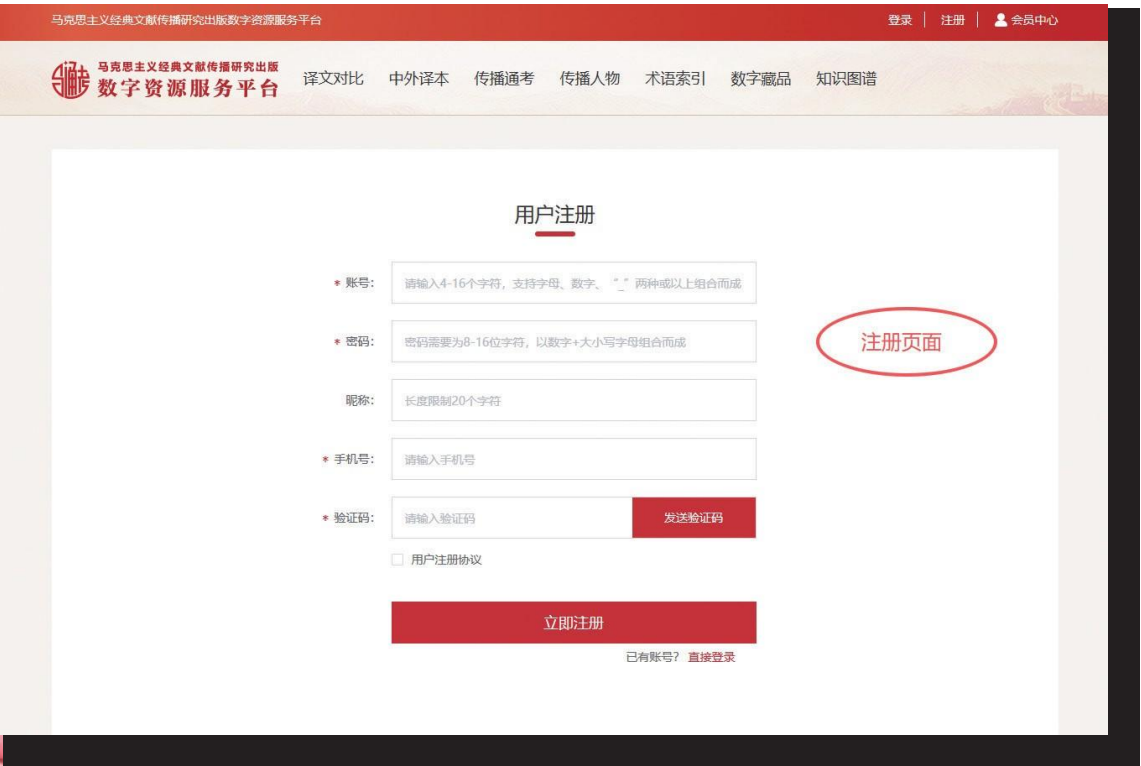 马克思主义经典文献传播研究出版数字资源服务平台
登录 | 注册 | 会员中心
马克思主义经典文献传播研究出版
数字资源服务平台
译文对比 中外译本 传播通考 传播人物 术语索引 数字藏品 知识图谱
用户注册
* 账号： 请输入4-16个字符，支持字母、数字、“_”两种或以上组合而成
* 密码： 密码需要为8-16位字符，以数字+大小写字母组合而成
注册页面
昵称： 长度限制20个字符
* 手机号： 请输入手机号
* 验证码： 请输入验证码 发送验证码
用户注册协议
立即注册
已有账号？ 直接登录